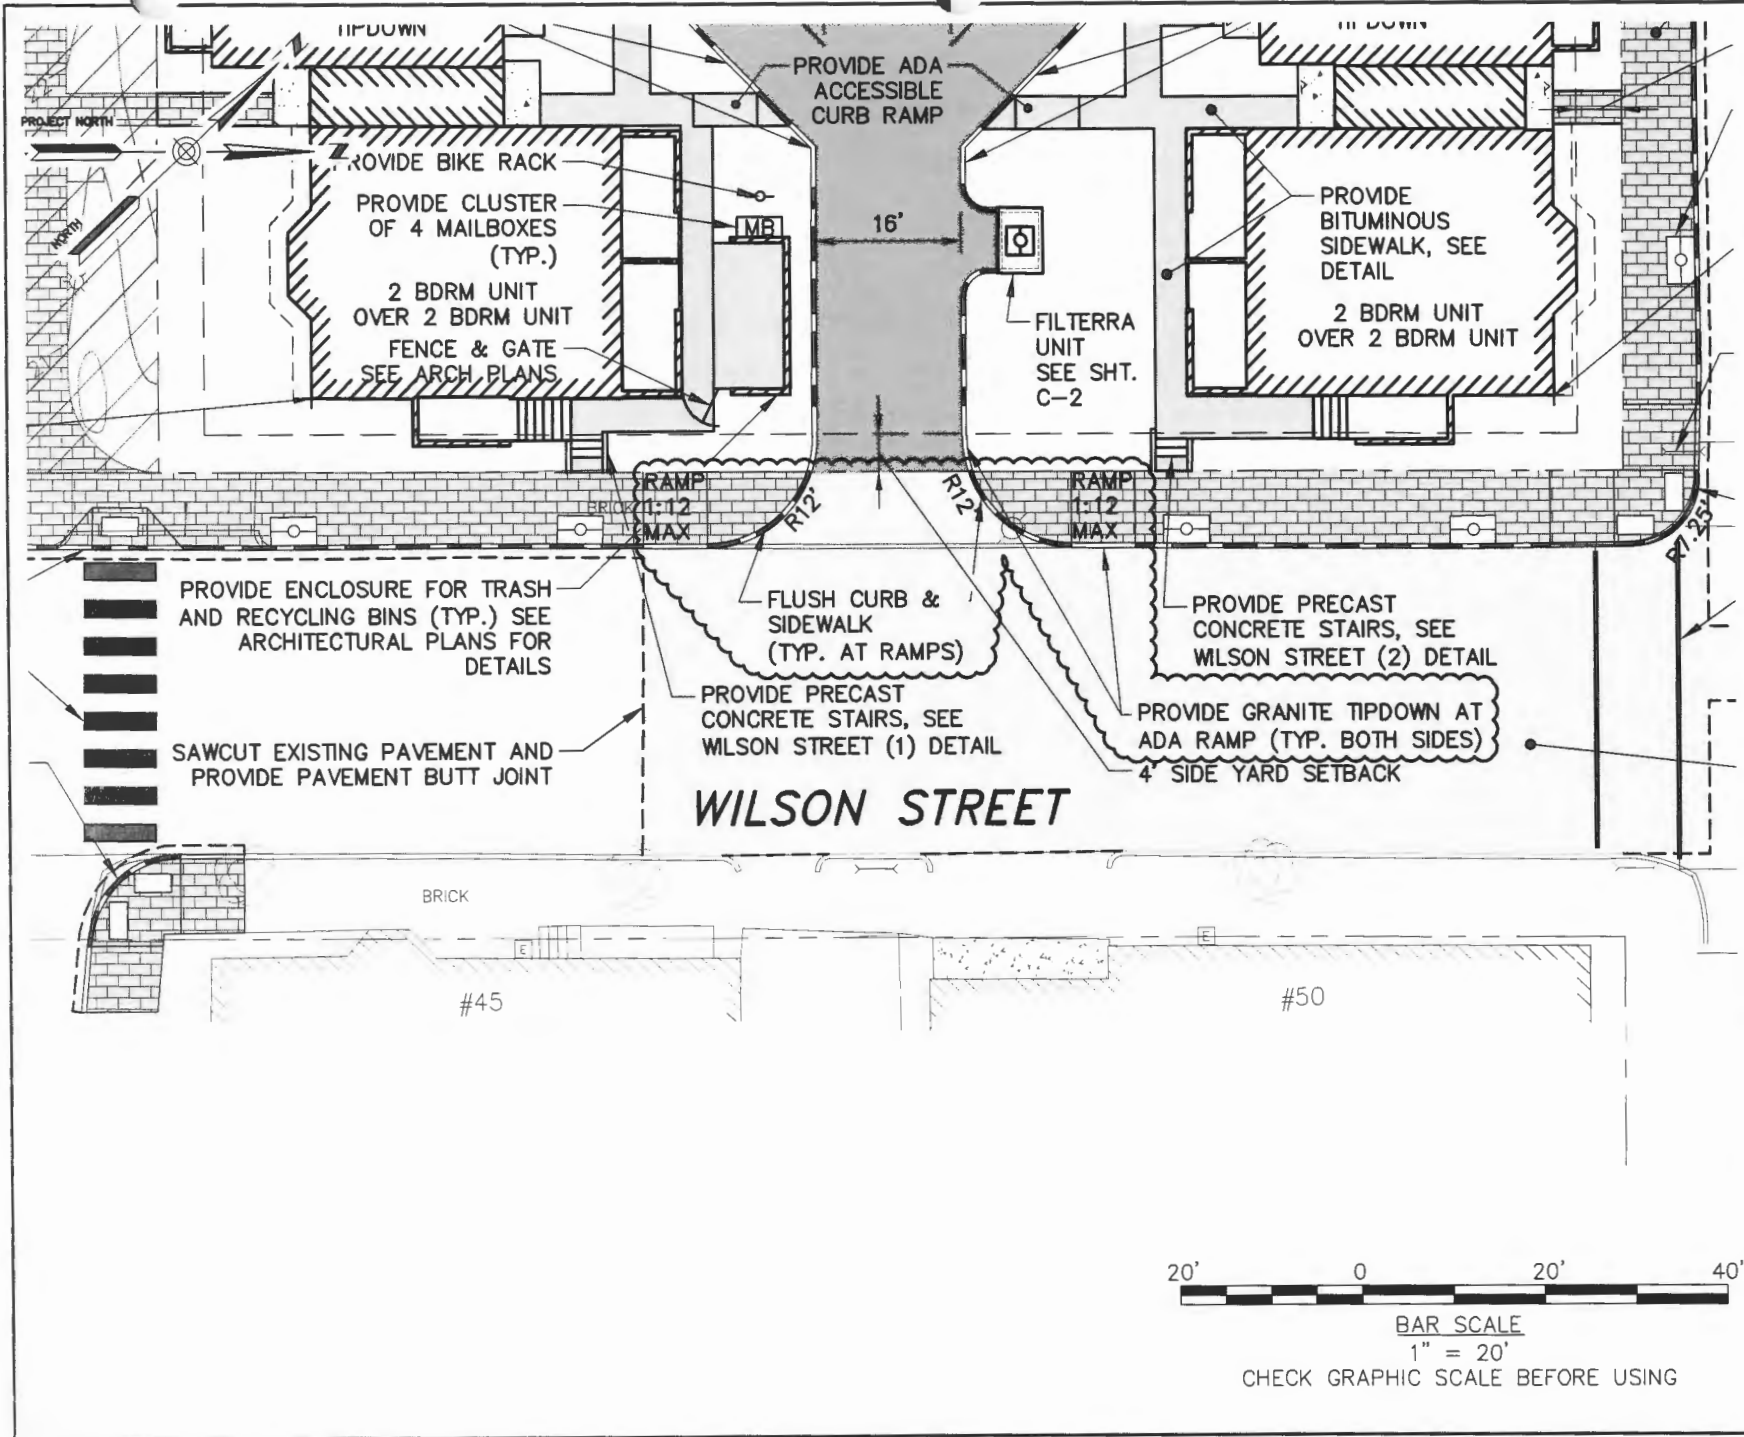 TIPDOWN
TIPDOWN
PROVIDE ADA
ACCESSIBLE
CURB RAMP
PROJECT NORTH
NORTH
PROVIDE BIKE RACK
PROVIDE CLUSTER
OF 4 MAILBOXES
(TYP.)
MB
2 BDRM UNIT
OVER 2 BDRM UNIT
FENCE & GATE
SEE ARCH PLANS
16'
FILTERRA
UNIT
SEE SHT.
C-2
PROVIDE
BITUMINOUS
SIDEWALK, SEE
DETAIL
2 BDRM UNIT
OVER 2 BDRM UNIT
RAMP
1:12
MAX
BRICK
R12'
R12'
RAMP
1:12
MAX
R7.25'
PROVIDE ENCLOSURE FOR TRASH
AND RECYCLING BINS (TYP.) SEE
ARCHITECTURAL PLANS FOR
DETAILS
FLUSH CURB &
SIDEWALK
(TYP. AT RAMPS)
PROVIDE PRECAST
CONCRETE STAIRS, SEE
WILSON STREET (2) DETAIL
PROVIDE PRECAST
CONCRETE STAIRS, SEE
WILSON STREET (1) DETAIL
PROVIDE GRANITE TIPDOWN AT
ADA RAMP (TYP. BOTH SIDES)
4' SIDE YARD SETBACK
SAWCUT EXISTING PAVEMENT AND
PROVIDE PAVEMENT BUTT JOINT
WILSON STREET
BRICK
E
E
#45
#50
20' 0 20' 40'
BAR SCALE
1" = 20'
CHECK GRAPHIC SCALE BEFORE USING